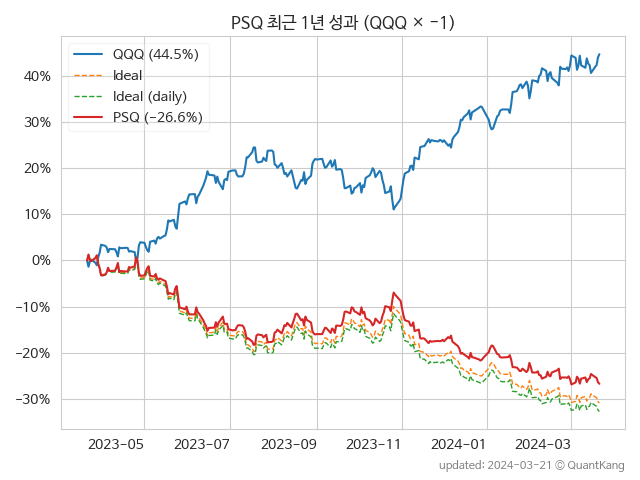 PSQ 최근 1년 성과 (QQQ × −1)
QQQ (44.5%)
Ideal
Ideal (daily)
PSQ (−26.6%)
40%
30%
20%
10%
0%
−10%
−20%
−30%
2023-05 2023-07 2023-09 2023-11 2024-01 2024-03
updated: 2024-03-21 © QuantKang